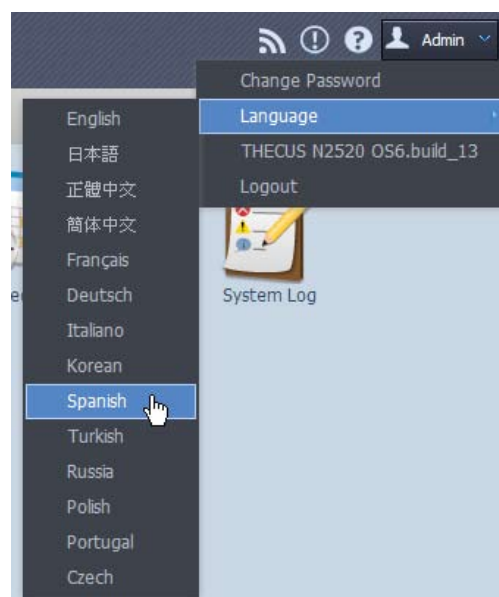 Admin
Change Password
Language
THECUS N2520 OS6.build_13
Logout
English
日本語
正體中文
简体中文
Français
Deutsch
Italiano
Korean
Spanish
Turkish
Russia
Polish
Portugal
Czech
System Log